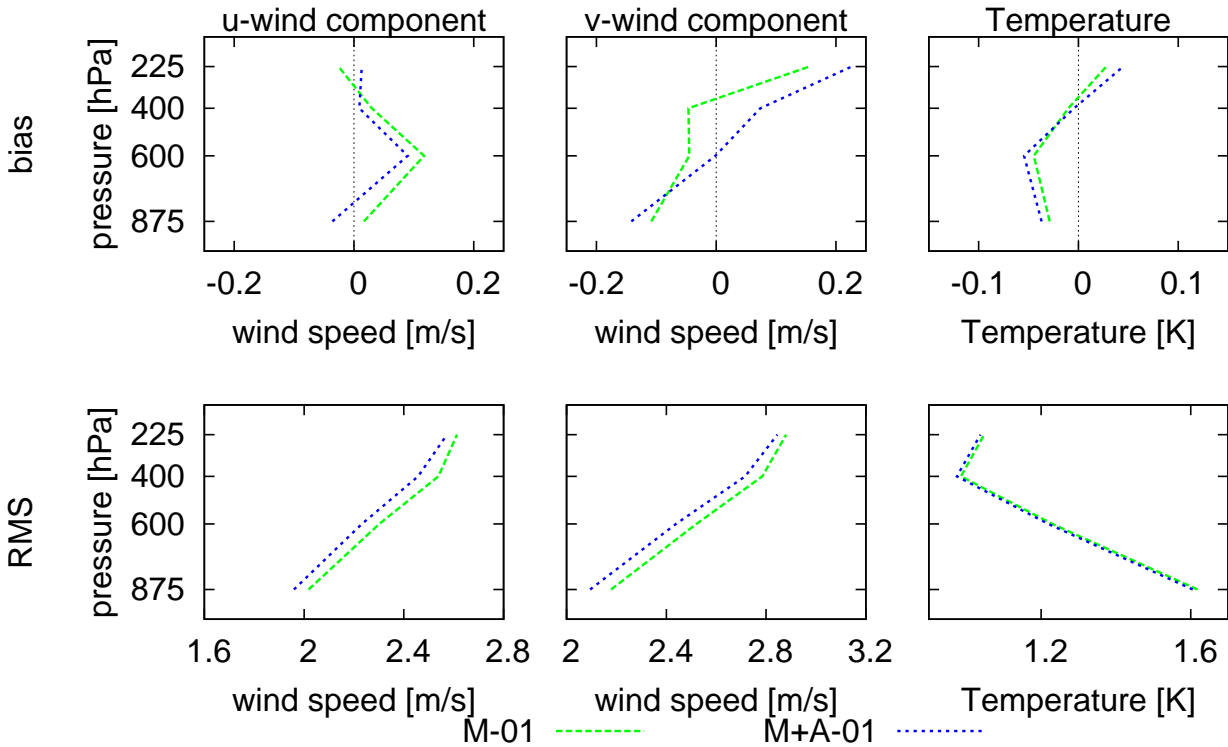 u-wind component
v-wind component
Temperature
bias
pressure [hPa]
225
400
600
875
-0.2 0 0.2
wind speed [m/s]
-0.2 0 0.2
wind speed [m/s]
-0.1 0 0.1
Temperature [K]
RMS
pressure [hPa]
225
400
600
875
1.6 2 2.4 2.8
wind speed [m/s]
2 2.4 2.8 3.2
wind speed [m/s]
1.2 1.6
Temperature [K]
M-01
M+A-01